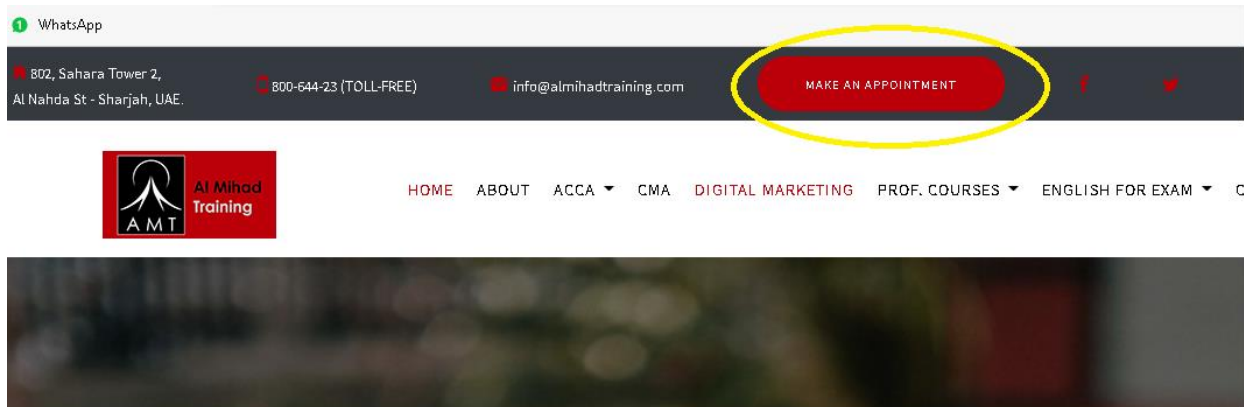 WhatsApp
802, Sahara Tower 2,
Al Nahda St - Sharjah, UAE.
800-644-23 (TOLL-FREE)
info@almihadtraining.com
MAKE AN APPOINTMENT
f
Al Mihad
Training
AMT
HOME ABOUT ACCA CMA DIGITAL MARKETING PROF. COURSES ENGLISH FOR EXAM